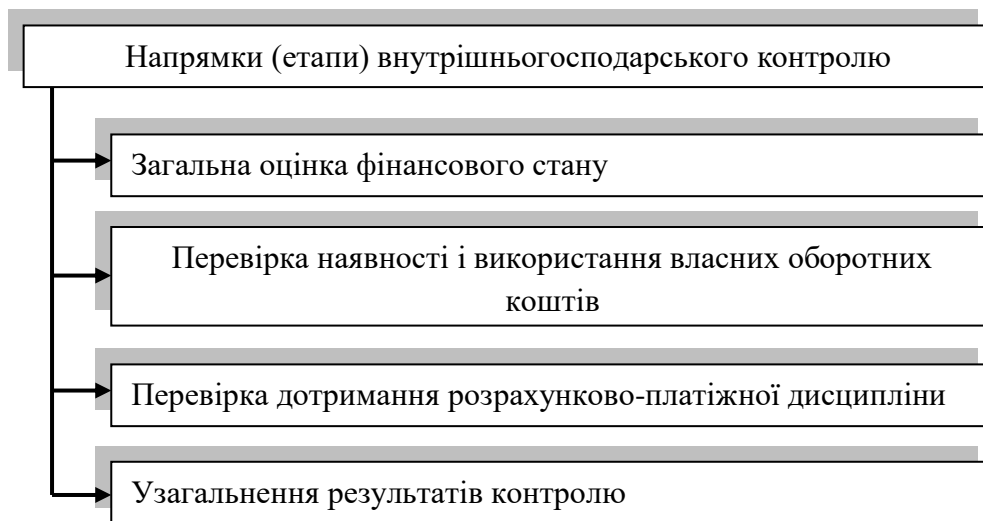 Напрямки (етапи) внутрішньогосподарського контролю
Загальна оцінка фінансового стану
Перевірка наявності і використання власних оборотних
коштів
Перевірка дотримання розрахунково-платіжної дисципліни
Узагальнення результатів контролю